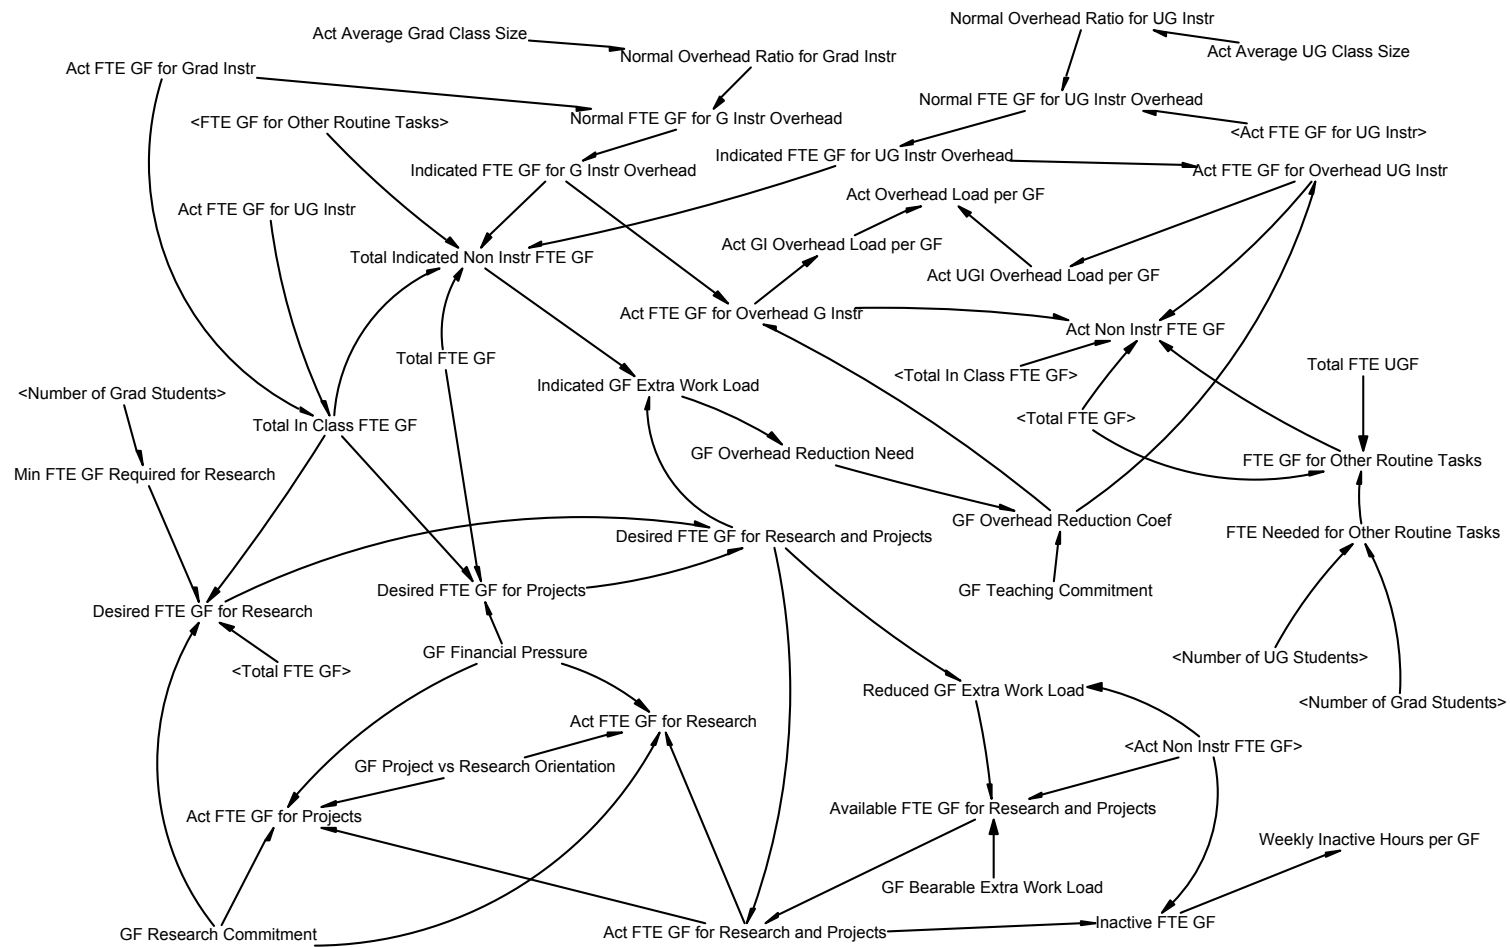 Normal Overhead Ratio for UG Instr
Act Average Grad Class Size
Act Average UG Class Size
Normal Overhead Ratio for Grad Instr
Act FTE GF for Grad Instr
Normal FTE GF for UG Instr Overhead
Normal FTE GF for G Instr Overhead
<FTE GF for Other Routine Tasks>
<Act FTE GF for UG Instr>
Indicated FTE GF for UG Instr Overhead
Indicated FTE GF for G Instr Overhead
Act FTE GF for Overhead UG Instr
Act Overhead Load per GF
Act FTE GF for UG Instr
Act GI Overhead Load per GF
Total Indicated Non Instr FTE GF
Act UGI Overhead Load per GF
Act FTE GF for Overhead G Instr
Act Non Instr FTE GF
Total FTE GF
Total FTE UGF
<Total In Class FTE GF>
Indicated GF Extra Work Load
<Number of Grad Students>
<Total FTE GF>
Total In Class FTE GF
GF Overhead Reduction Need
FTE GF for Other Routine Tasks
Min FTE GF Required for Research
GF Overhead Reduction Coef
FTE Needed for Other Routine Tasks
Desired FTE GF for Research and Projects
Desired FTE GF for Projects
GF Teaching Commitment
Desired FTE GF for Research
GF Financial Pressure
<Number of UG Students>
<Total FTE GF>
Reduced GF Extra Work Load
<Number of Grad Students>
Act FTE GF for Research
<Act Non Instr FTE GF>
GF Project vs Research Orientation
Available FTE GF for Research and Projects
Act FTE GF for Projects
Weekly Inactive Hours per GF
GF Bearable Extra Work Load
Inactive FTE GF
Act FTE GF for Research and Projects
GF Research Commitment